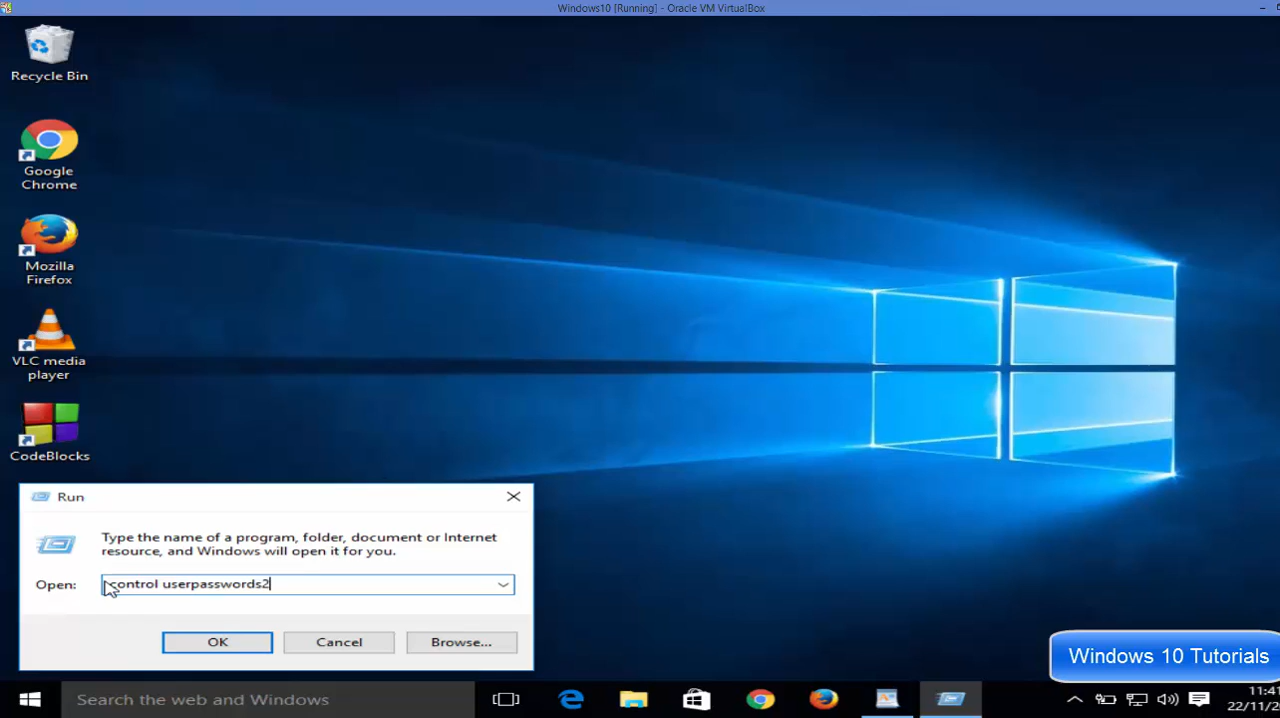 Windows10 [Running] - Oracle VM VirtualBox
Recycle Bin
Google
Chrome
Mozilla
Firefox
VLC media
player
CodeBlocks
Run
Type the name of a program, folder, document or Internet
resource, and Windows will open it for you.
Open:
control userpasswords2
OK
Cancel
Browse...
Windows 10 Tutorials
Search the web and Windows
11:41
22/11/2